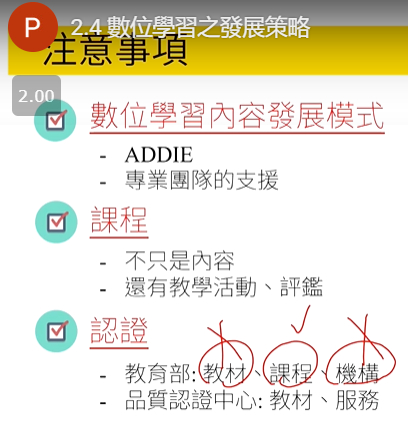 P 2.4 數位學習之發展策略
注意事項
2.00
數位學習內容發展模式
- ADDIE
- 專業團隊的支援
課程
- 不只是內容
- 還有教學活動、評鑑
認證
- 教育部: 教材、課程、機構
- 品質認證中心: 教材、服務